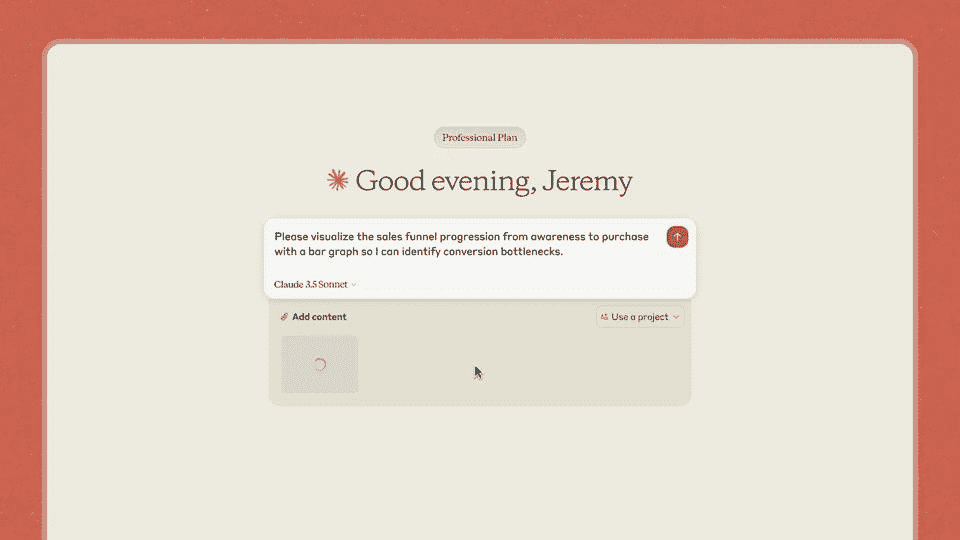 Professional Plan
Good evening, Jeremy
Please visualize the sales funnel progression from awareness to purchase
with a bar graph so I can identify conversion bottlenecks.
Claude 3.5 Sonnet
Add content
Use a project